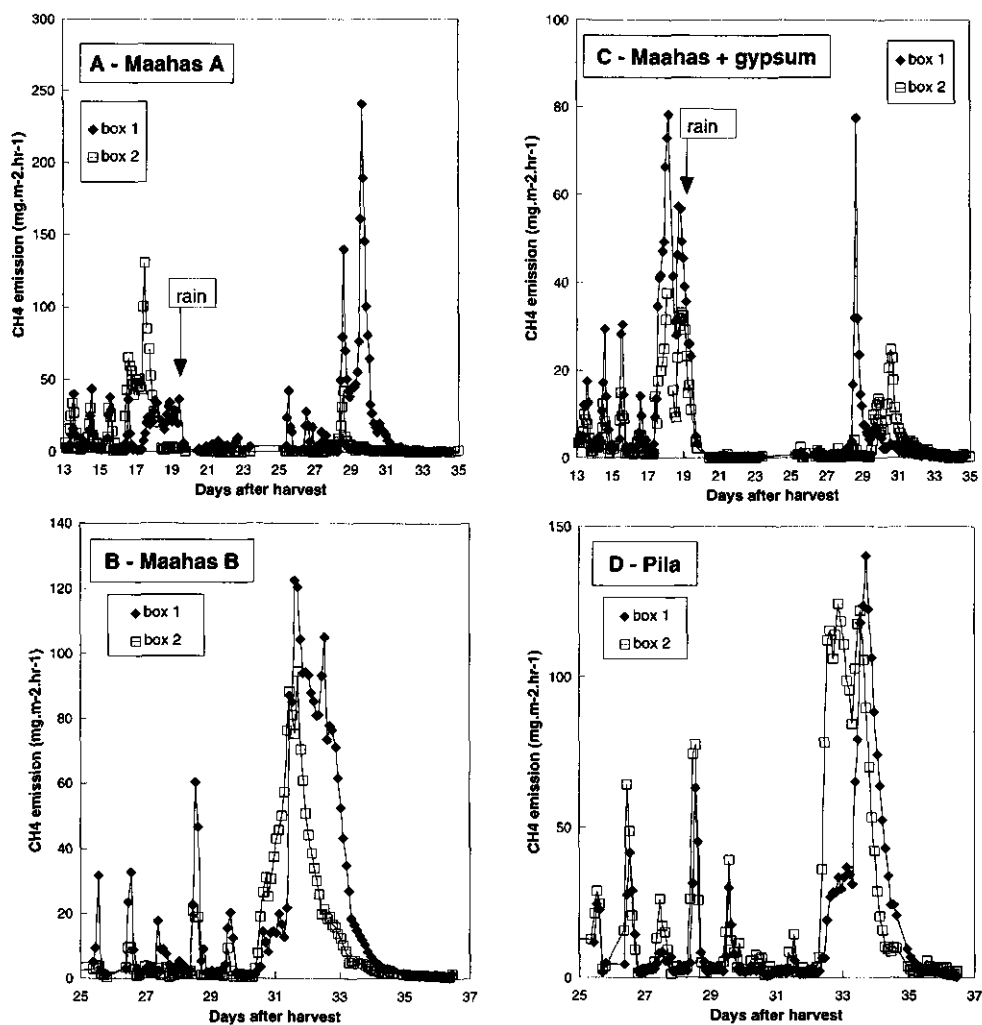 A - Maahas A
box 1
box 2
rain
CH4 emission (mg.m-2.hr-1)
300
250
200
150
100
50
0
13 15 17 19 21 23 25 27 29 31 33 35
Days after harvest
C - Maahas + gypsum
box 1
box 2
rain
CH4 emission (mg.m-2.hr-1)
100
80
60
40
20
0
13 15 17 19 21 23 25 27 29 31 33 35
Days after harvest
B - Maahas B
box 1
box 2
CH4 emission (mg.m-2.hr-1)
140
120
100
80
60
40
20
0
25 27 29 31 33 35 37
Days after harvest
D - Pila
box 1
box 2
CH4 emission (mg.m-2.hr-1)
150
100
50
0
25 27 29 31 33 35 37
Days after harvest